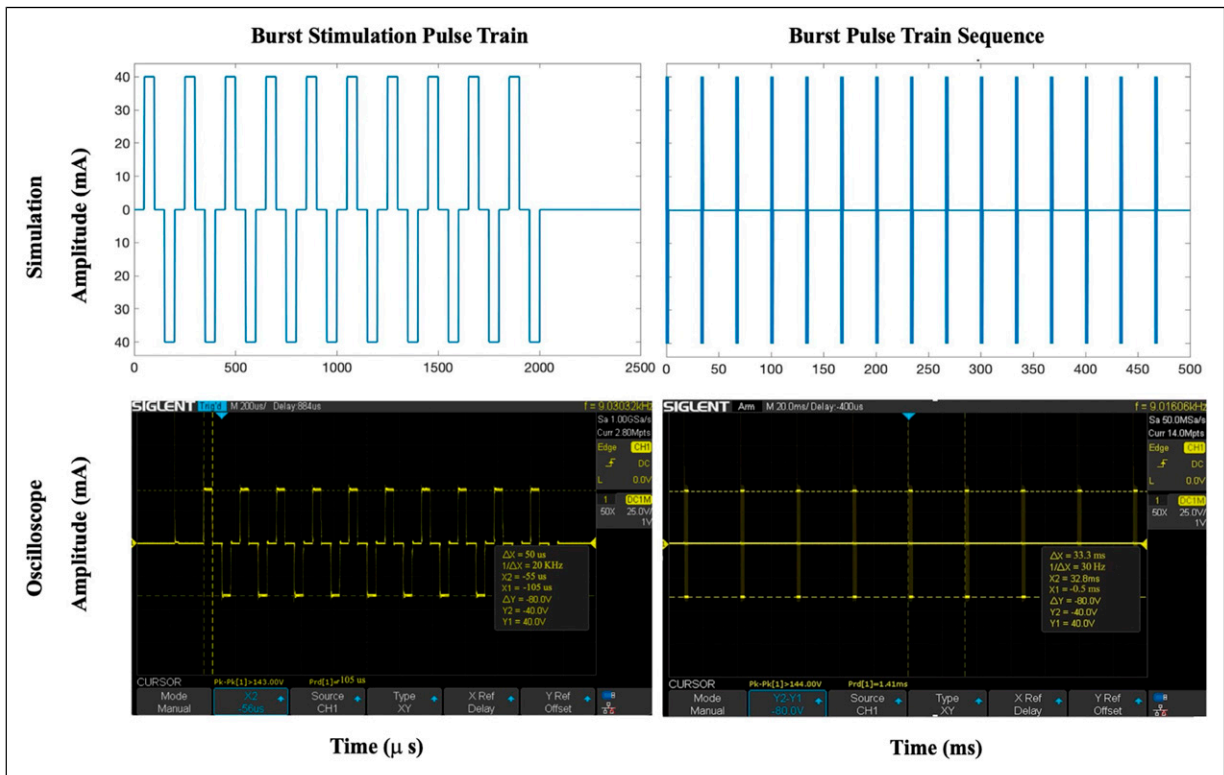 Burst Stimulation Pulse Train
Burst Pulse Train Sequence
Simulation
Amplitude (mA)
40
30
20
10
0
10
20
30
40
0 500 1000 1500 2000 2500
0 50 100 150 200 250 300 350 400 450 500
Oscilloscope
Amplitude (mA)
SIGLENT Trig'd M 200us/ Delay:884us
f = 9.03032kHz
Sa 1.00GSa/s
Curr 2.80Mpts
Edge CH1
DC
L 0.0V
1 DC1M
50X 25.0V/
1V
ΔX = 50 us
1/ΔX = 20 KHz
X2 = -55 us
X1 = -105 us
ΔY = -80.0V
Y2 = -40.0V
Y1 = 40.0V
CURSOR
Pk-Pk[1]>143.00V Prd[1]=-105 us
Mode
Manual
X2
-56us
Source
CH1
Type
XY
X Ref
Delay
Y Ref
Offset
SIGLENT Arm M 20.0ms/ Delay:-400us
f = 9.01606kHz
Sa 50.0MSa/s
Curr 14.0Mpts
Edge CH1
DC
L 0.0V
1 DC1M
50X 25.0V/
1V
ΔX = 33.3 ms
1/ΔX = 30 Hz
X2 = 32.8ms
X1 = -0.5 ms
ΔY = -80.0V
Y2 = -40.0V
Y1 = 40.0V
CURSOR
Pk-Pk[1]>144.00V Prd[1]=1.41ms
Mode
Manual
Y2-Y1
-80.0V
Source
CH1
Type
XY
X Ref
Delay
Y Ref
Offset
Time (μ s)
Time (ms)